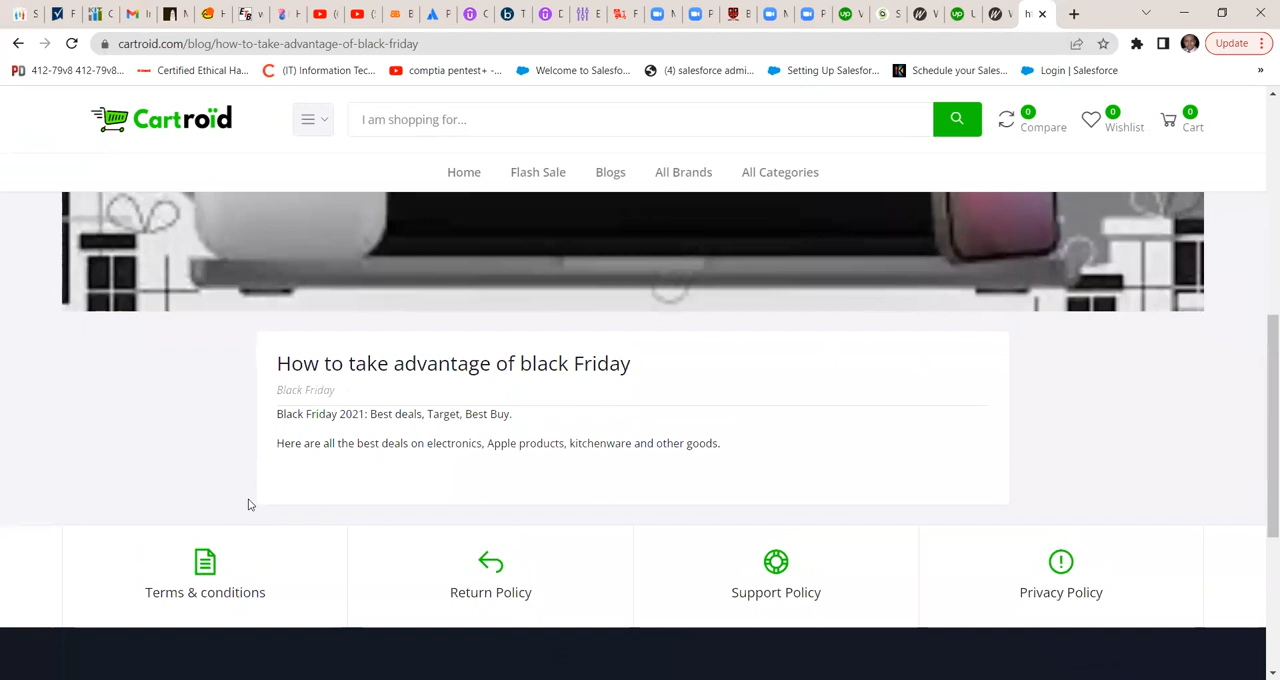 cartroid.com/blog/how-to-take-advantage-of-black-friday
Update
412-79v8 412-79v8...
Certified Ethical Ha...
(IT) Information Tec...
comptia pentest+ -...
Welcome to Salesfo...
(4) salesforce admi...
Setting Up Salesfor...
Schedule your Sales...
Login | Salesforce
»
Cartroïd
I am shopping for...
0
Compare
0
Wishlist
0
Cart
Home
Flash Sale
Blogs
All Brands
All Categories
How to take advantage of black Friday
Black Friday
Black Friday 2021: Best deals, Target, Best Buy.
Here are all the best deals on electronics, Apple products, kitchenware and other goods.
Terms & conditions
Return Policy
Support Policy
Privacy Policy